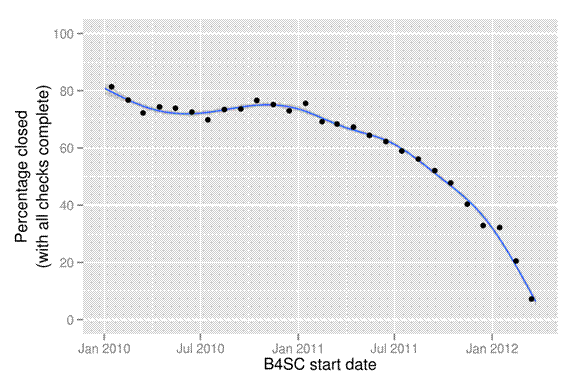 100
80
60
40
20
0
Percentage closed
(with all checks complete)
Jan 2010 Jul 2010 Jan 2011 Jul 2011 Jan 2012
B4SC start date